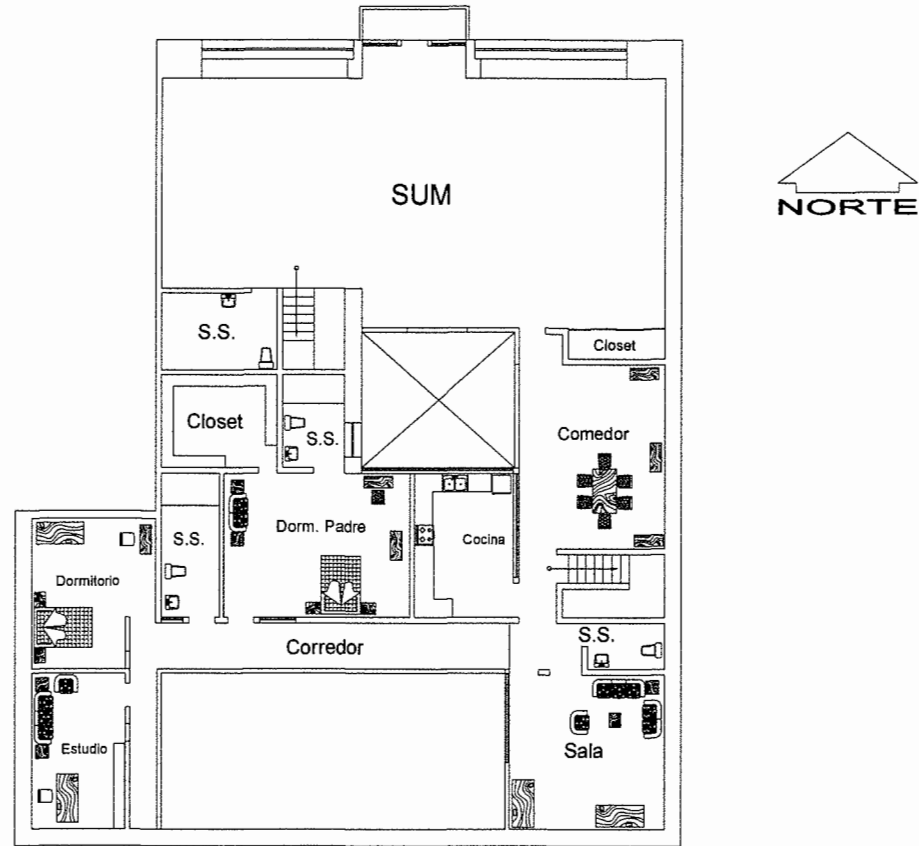 SUM
NORTE
S.S.
Closet
Closet
S.S.
Comedor
Dorm. Padre
S.S.
Cocina
Dormitorio
S.S.
Corredor
Estudio
Sala